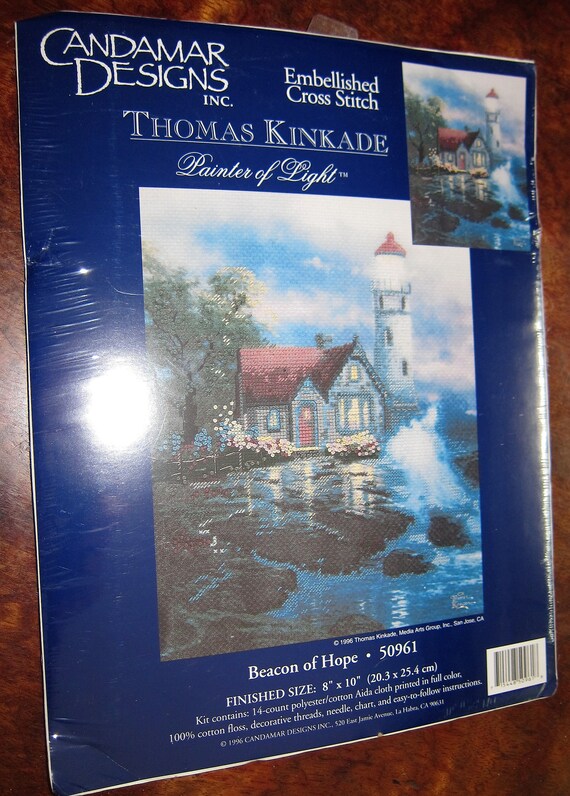 CANDAMAR
DESIGNS
INC.
Embellished
Cross Stitch
THOMAS KINKADE
Painter of Light™
© 1996 Thomas Kinkade, Media Arts Group, Inc., San Jose, CA
Beacon of Hope • 50961
FINISHED SIZE: 8" x 10" (20.3 x 25.4 cm)
Kit contains: 14-count polyester/cotton Aida cloth printed in full color,
100% cotton floss, decorative threads, needle, chart, and easy-to-follow instructions.
© 1996 CANDAMAR DESIGNS INC., 520 East Jamie Avenue, La Habra, CA 90631